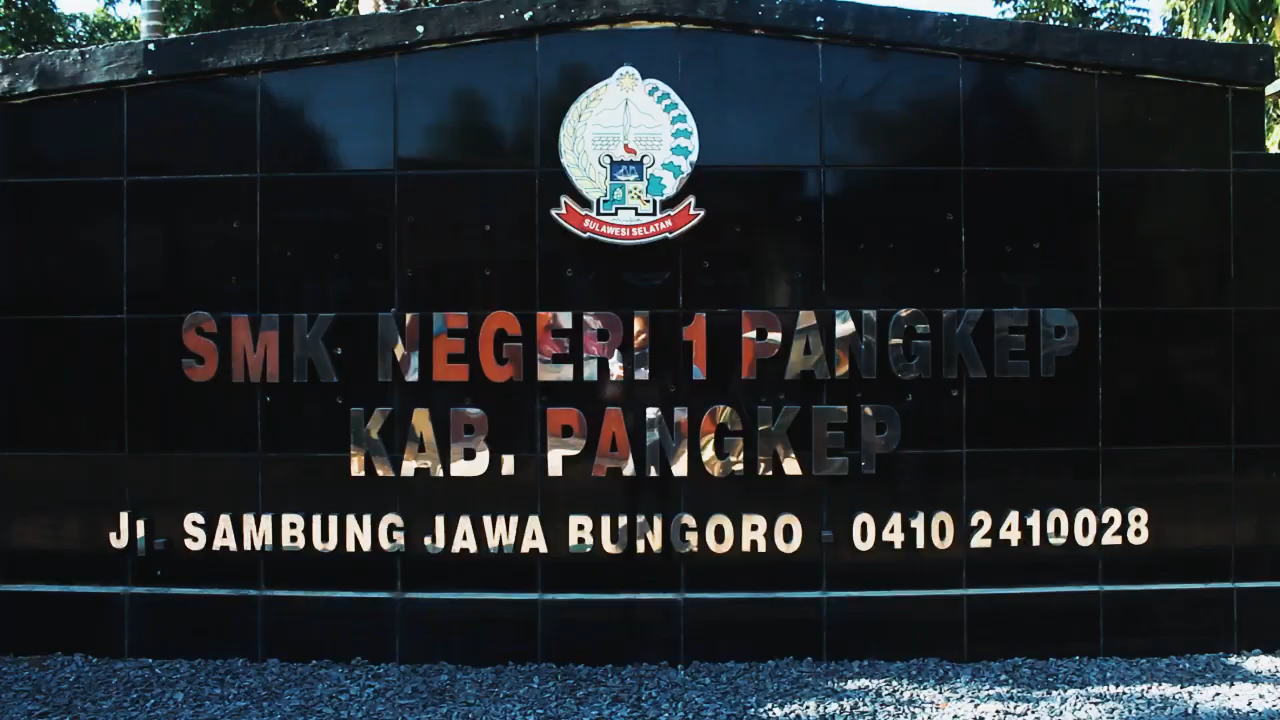 SULAWESI SELATAN
SMK NEGERI 1 PANGKEP
KAB. PANGKEP
Jl. SAMBUNG JAWA BUNGORO - 0410 2410028